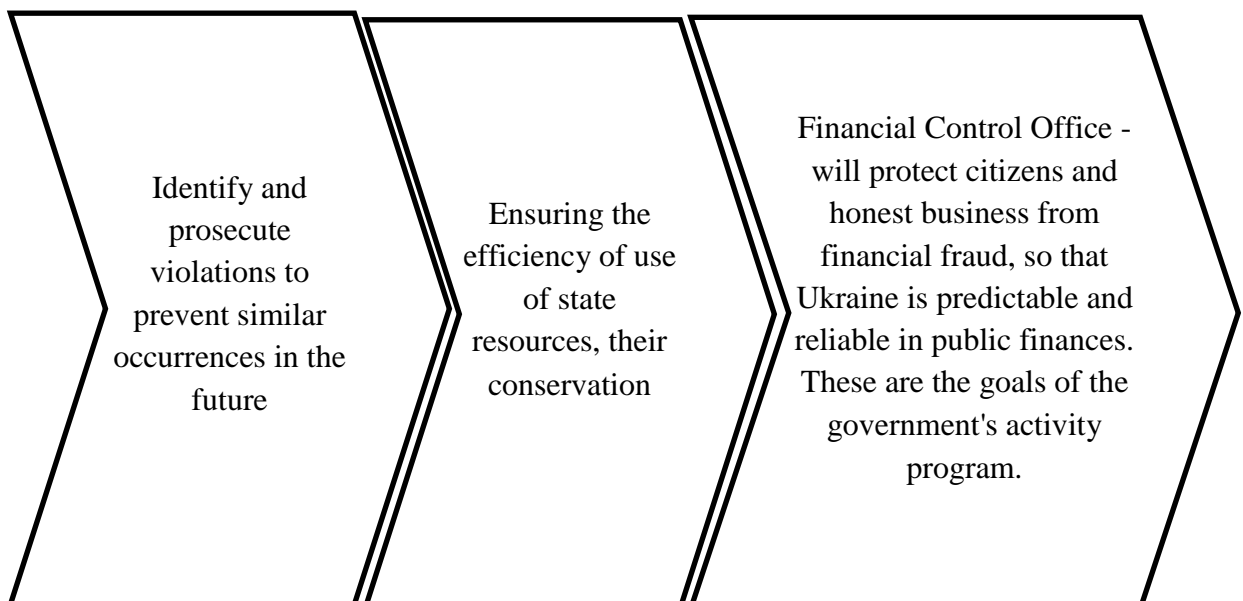 Identify and
prosecute
violations to
prevent similar
occurrences in the
future
Ensuring the
efficiency of use
of state
resources, their
conservation
Financial Control Office -
will protect citizens and
honest business from
financial fraud, so that
Ukraine is predictable and
reliable in public finances.
These are the goals of the
government's activity
program.